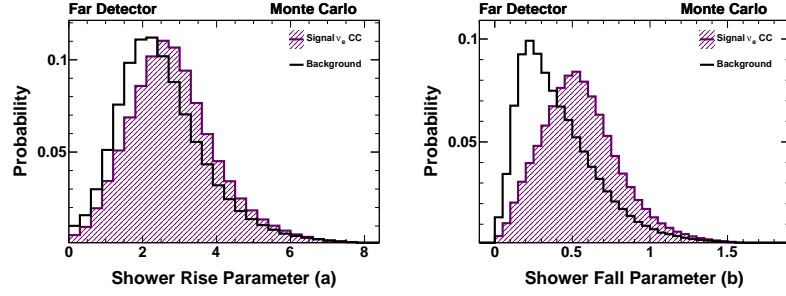 Far Detector Monte Carlo
Signal νe CC
Background
0.1
0.05
Probability
0 2 4 6 8
Shower Rise Parameter (a)
Far Detector Monte Carlo
Signal νe CC
Background
0.1
0.05
Probability
0 0.5 1 1.5
Shower Fall Parameter (b)